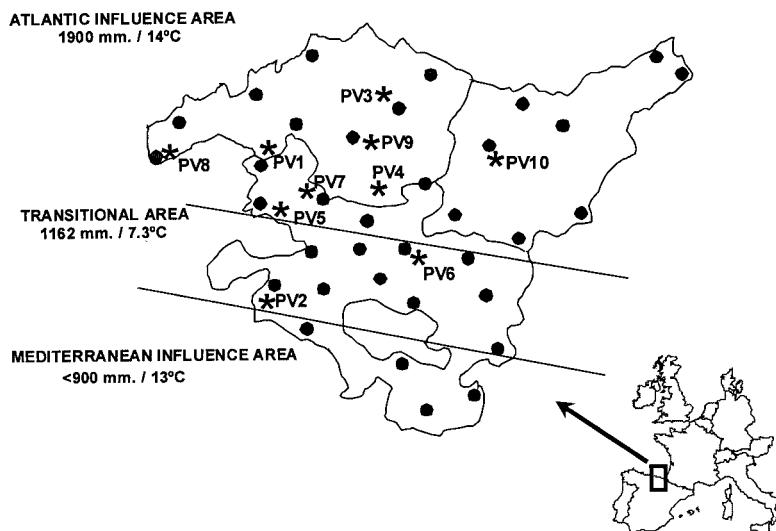 ATLANTIC INFLUENCE AREA
1900 mm. / 14ºC
PV3
PV9
PV8
PV1
PV10
PV7
PV4
PV5
TRANSITIONAL AREA
1162 mm. / 7.3ºC
PV6
PV2
MEDITERRANEAN INFLUENCE AREA
<900 mm. / 13ºC